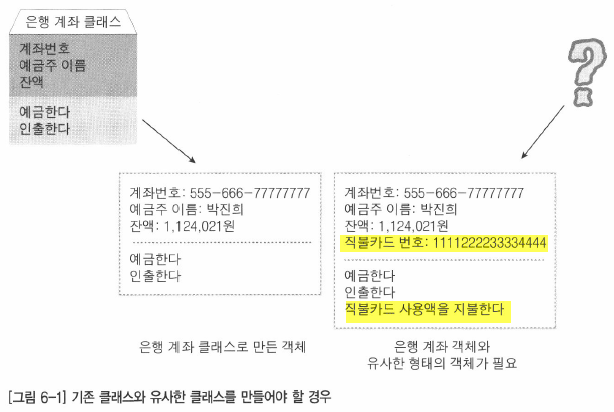 은행 계좌 클래스
계좌번호
예금주 이름
잔액
예금한다
인출한다
?
계좌번호: 555-666-77777777
예금주 이름: 박진희
잔액: 1,124,021원
예금한다
인출한다
은행 계좌 클래스로 만든 객체
계좌번호: 555-666-77777777
예금주 이름: 박진희
잔액: 1,124,021원
직불카드 번호: 1111222233334444
예금한다
인출한다
직불카드 사용액을 지불한다
은행 계좌 객체와
유사한 형태의 객체가 필요
[그림 6-1] 기존 클래스와 유사한 클래스를 만들어야 할 경우